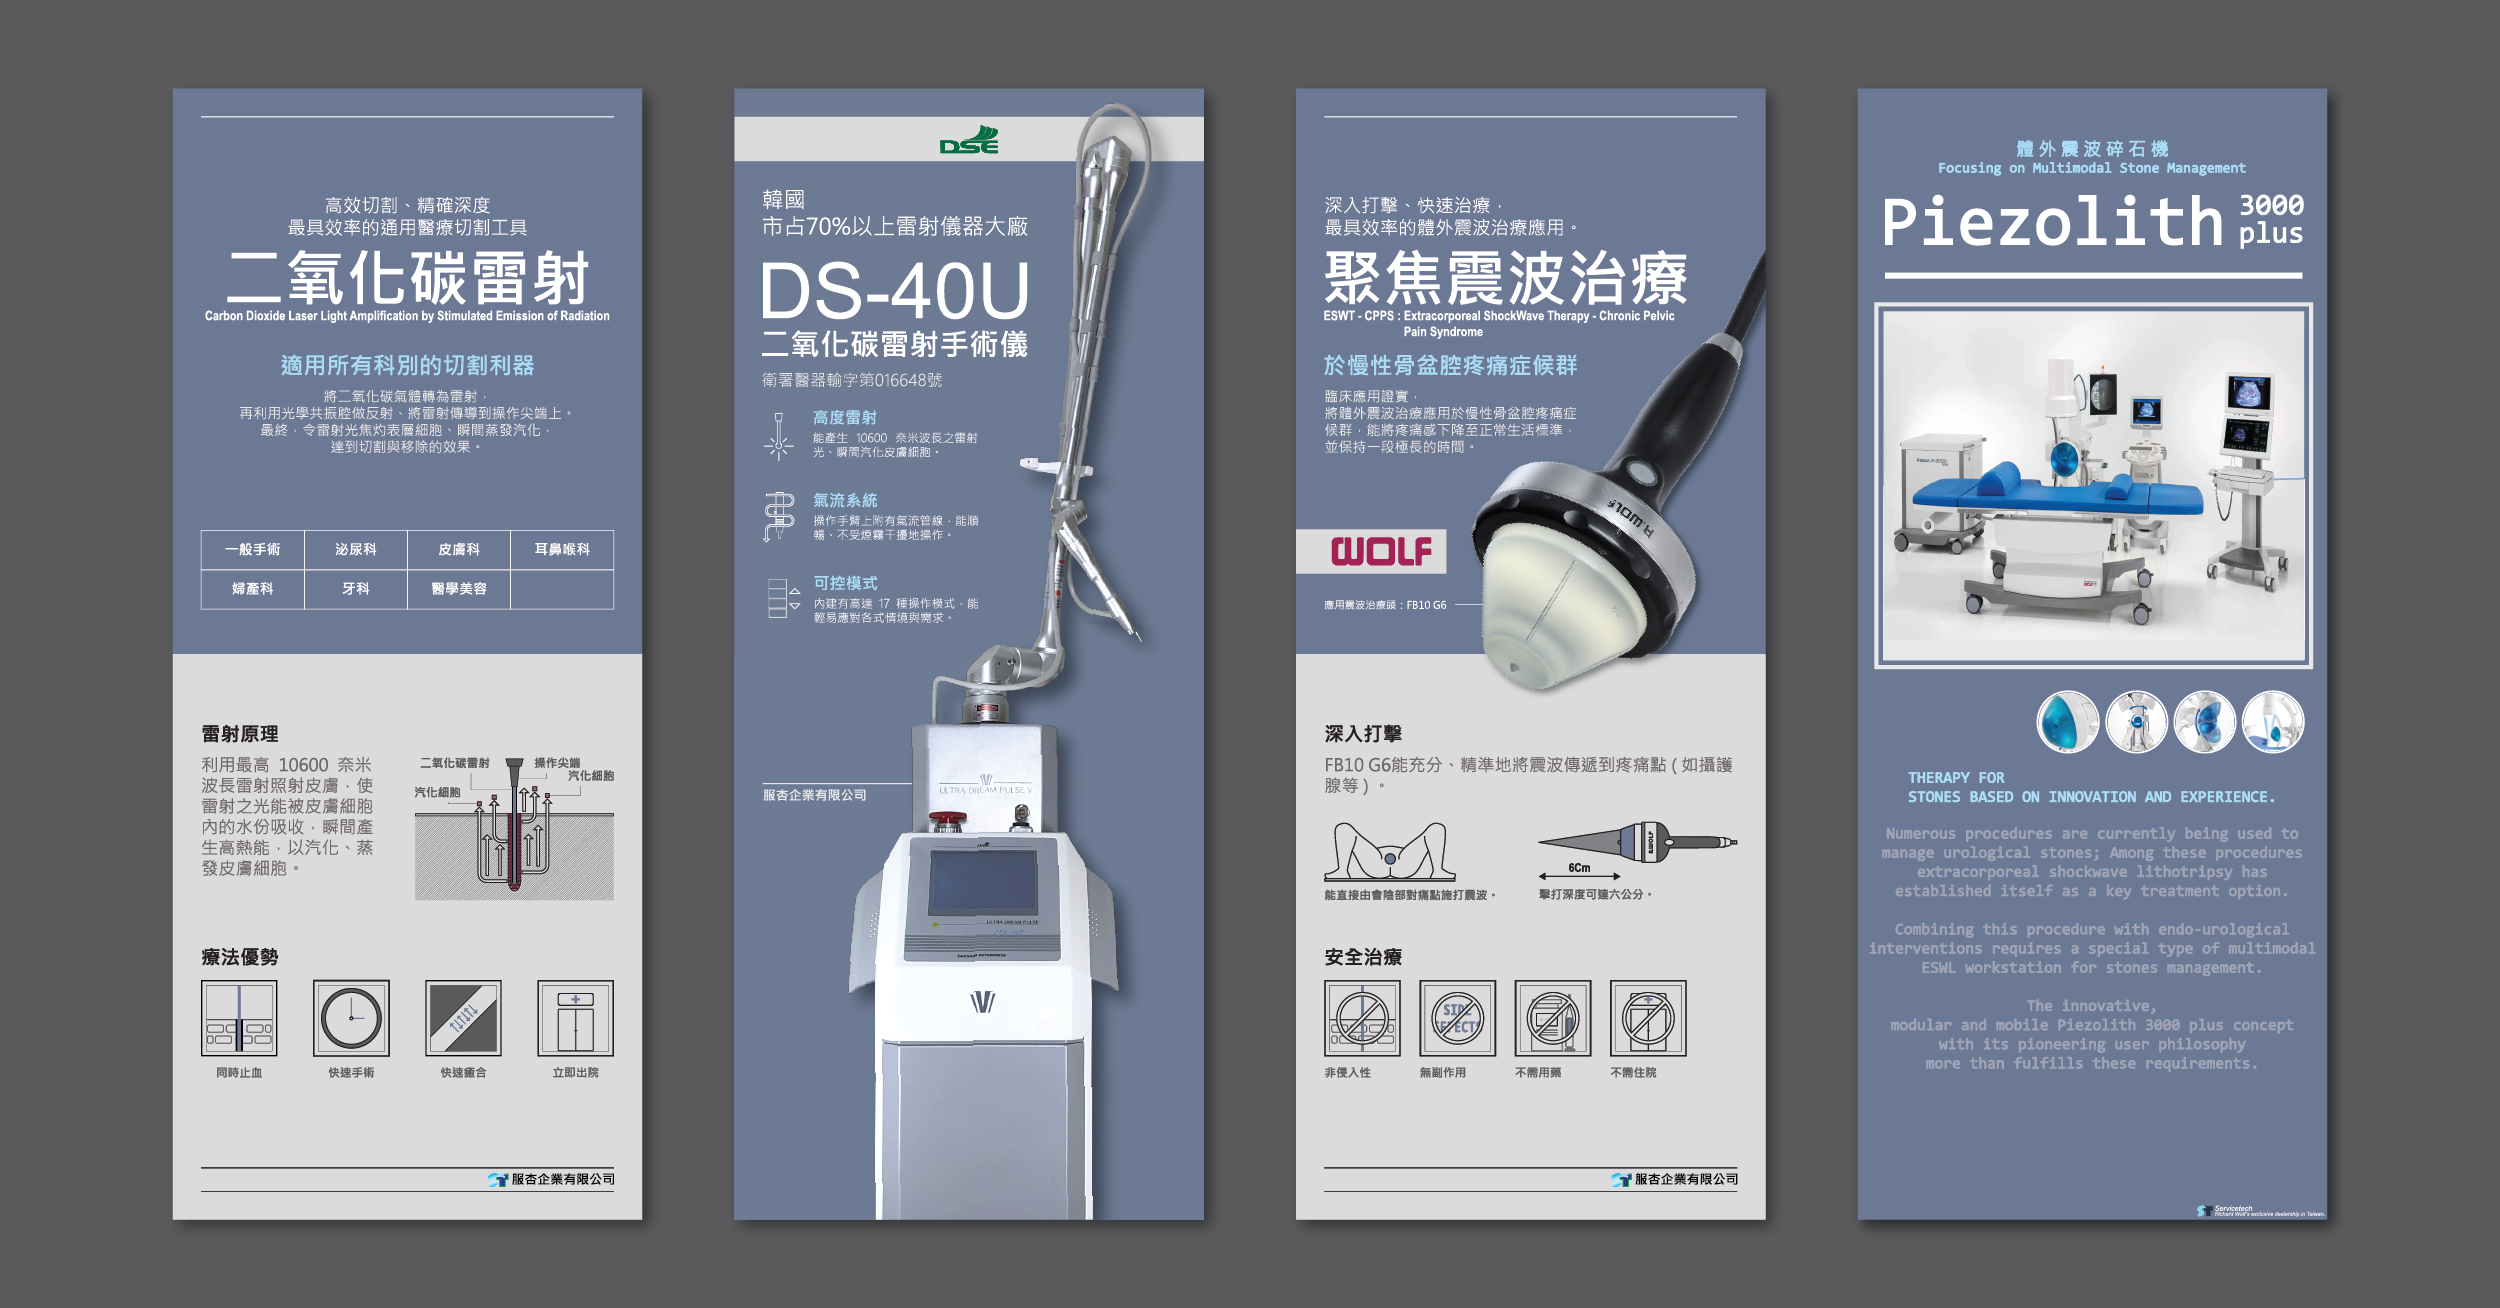 高效切割、精確深度
最具效率的通用醫療切割工具
二氧化碳雷射
Carbon Dioxide Laser Light Amplification by Stimulated Emission of Radiation
適用所有科別的切割利器
將二氧化碳氣體轉為雷射，
再利用光學共振腔做反射、將雷射傳導到操作尖端上。
最終，令雷射光焦灼表層細胞、瞬間蒸發汽化，
達到切割與移除的效果。
一般手術 泌尿科 皮膚科 耳鼻喉科
婦產科 牙科 醫學美容
雷射原理
利用最高 10600 奈米
波長雷射照射皮膚，使
雷射之光能被皮膚細胞
內的水份吸收，瞬間產
生高熱能，以汽化、蒸
發皮膚細胞。
二氧化碳雷射
操作尖端
汽化細胞
汽化細胞
療法優勢
同時止血 快速手術 快速癒合 立即出院
ST 服杏企業有限公司
DSE
韓國
市占70%以上雷射儀器大廠
DS-40U
二氧化碳雷射手術儀
衛署醫器輸字第016648號
高度雷射
能產生 10600 奈米波長之雷射
光、瞬間汽化皮膚細胞。
氣流系統
操作手臂上附有氣流管線，能順
暢、不受煙霧干擾地操作。
可控模式
內建有高達 17 種操作模式，能
輕易應對各式情境與需求。
服杏企業有限公司
ULTRA DREAM PULSE V
ULTRA DREAM PULSE
DAESHIN ENTERPRISE
深入打擊、快速治療，
最具效率的體外震波治療應用。
聚焦震波治療
ESWT - CPPS : Extracorporeal ShockWave Therapy - Chronic Pelvic
Pain Syndrome
於慢性骨盆腔疼痛症候群
臨床應用證實，
將體外震波治療應用於慢性骨盆腔疼痛症
候群，能將疼痛感下降至正常生活標準，
並保持一段極長的時間。
R.WOLF
WOLF
應用震波治療頭：FB10 G6
深入打擊
FB10 G6能充分、精準地將震波傳遞到疼痛點 ( 如攝護
腺等 ) 。
R.WOLF
6Cm
能直接由會陰部對痛點施打震波。
擊打深度可達六公分。
安全治療
SIDE
EFFECTS
非侵入性 無副作用 不需用藥 不需住院
ST 服杏企業有限公司
體外震波碎石機
Focusing on Multimodal Stone Management
Piezolith 3000
plus
THERAPY FOR
STONES BASED ON INNOVATION AND EXPERIENCE.
Numerous procedures are currently being used to
manage urological stones; Among these procedures
extracorporeal shockwave lithotripsy has
established itself as a key treatment option.
Combining this procedure with endo-urological
interventions requires a special type of multimodal
ESWL workstation for stones management.
The innovative,
modular and mobile Piezolith 3000 plus concept
with its pioneering user philosophy
more than fulfills these requirements.
ST Servicetech
Richard Wolf's exclusive dealership in Taiwan.